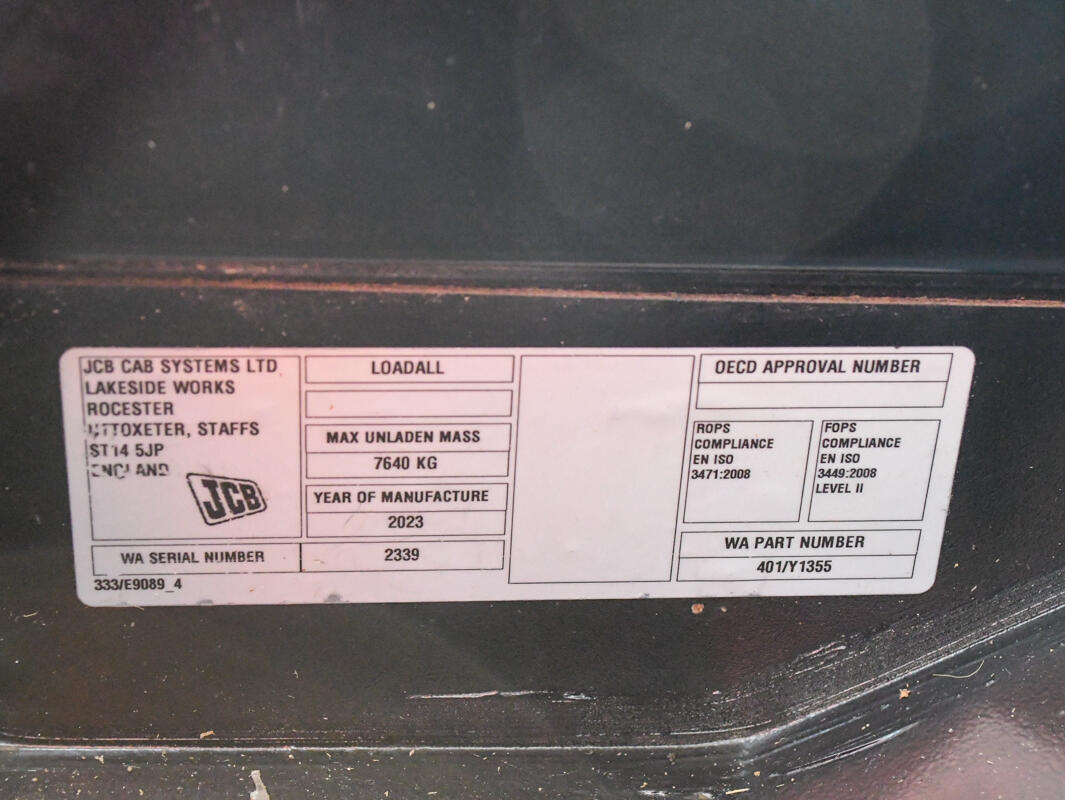 JCB CAB SYSTEMS LTD
LAKESIDE WORKS
ROCESTER
UTTOXETER, STAFFS
ST14 5JP
ENGLAND
JCB
WA SERIAL NUMBER
2339
333/E9089_4
LOADALL
MAX UNLADEN MASS
7640 KG
YEAR OF MANUFACTURE
2023
OECD APPROVAL NUMBER
ROPS
COMPLIANCE
EN ISO
3471:2008
FOPS
COMPLIANCE
EN ISO
3449:2008
LEVEL II
WA PART NUMBER
401/Y1355